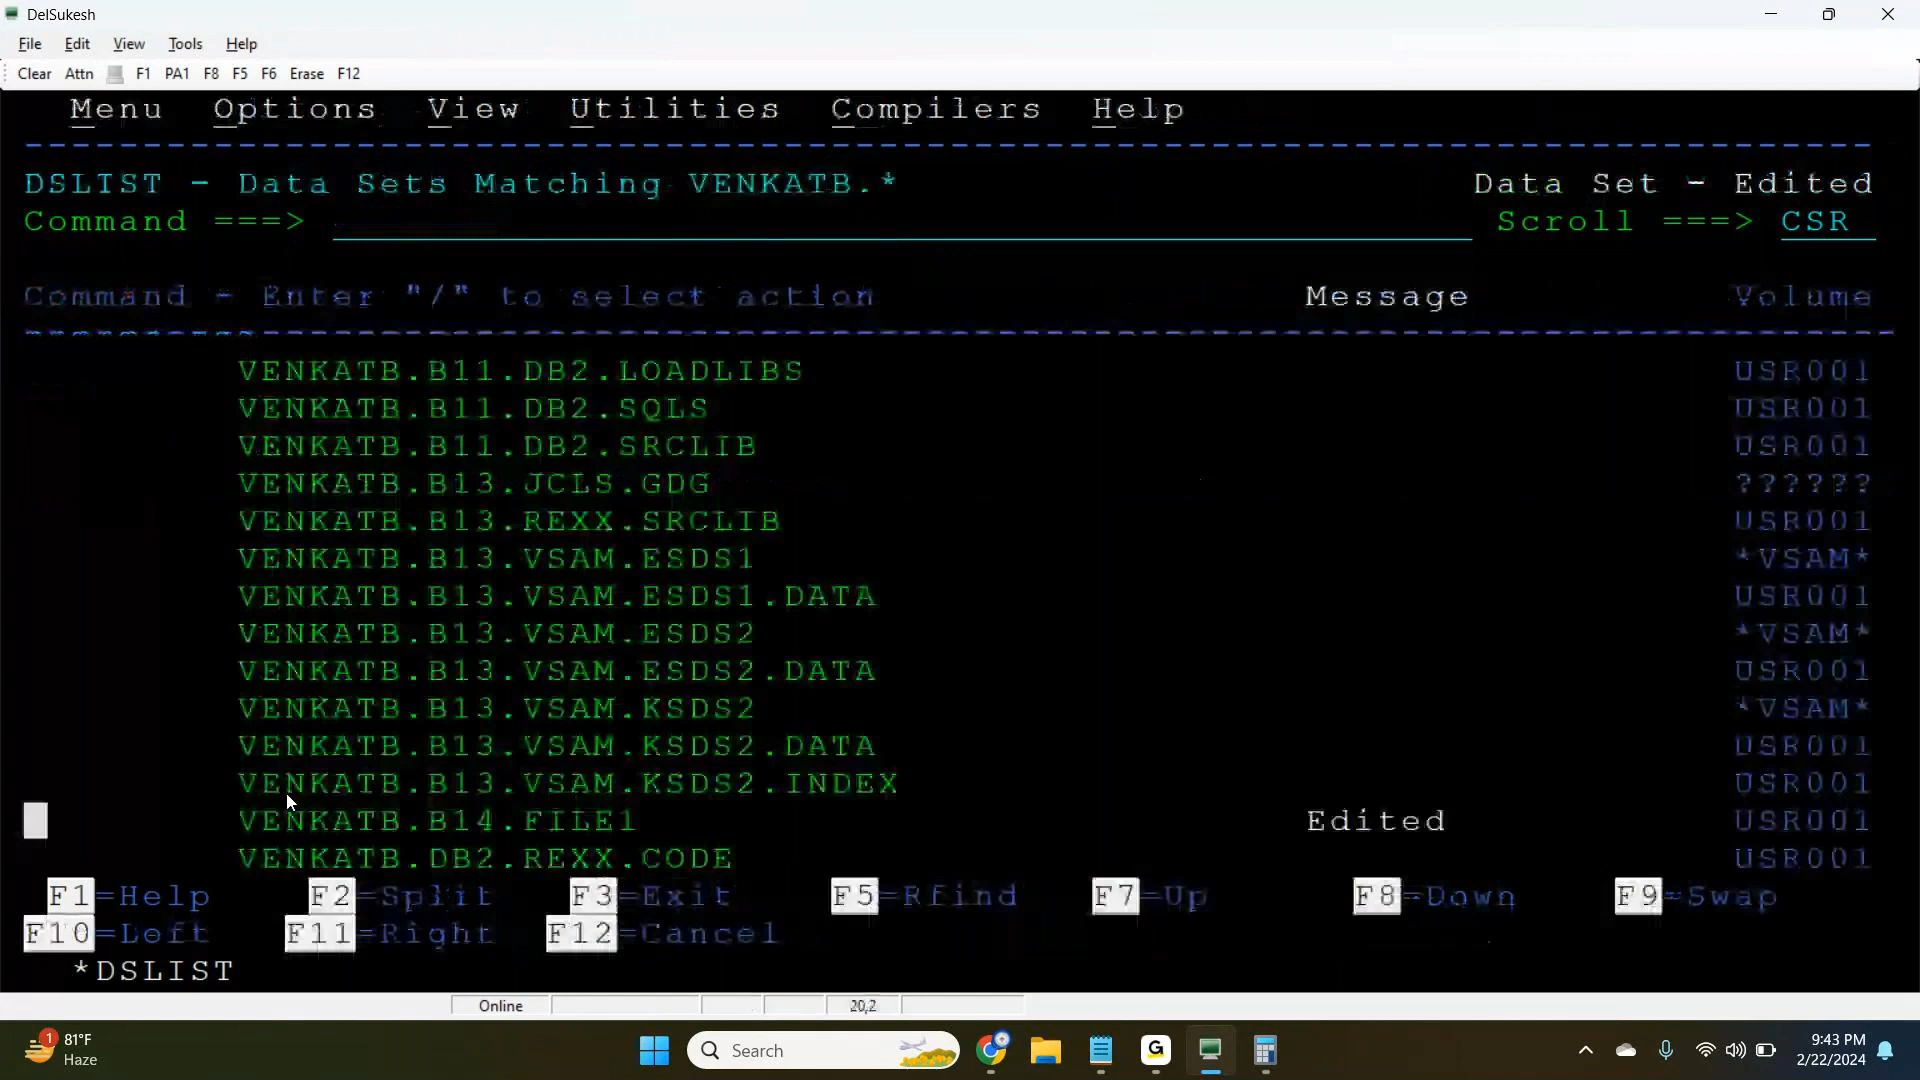 DelSukesh
File Edit View Tools Help
Clear Attn F1 PA1 F8 F5 F6 Erase F12
Menu Options View Utilities Compilers Help
DSLIST - Data Sets Matching VENKATB.* Data Set - Edited
Command ===> Scroll ===> CSR
Command - Enter "/" to select action Message Volume
VENKATB.B11.DB2.LOADLIBS USR001
VENKATB.B11.DB2.SQLS USR001
VENKATB.B11.DB2.SRCLIB USR001
VENKATB.B13.JCLS.GDG ??????
VENKATB.B13.REXX.SRCLIB USR001
VENKATB.B13.VSAM.ESDS1 *VSAM*
VENKATB.B13.VSAM.ESDS1.DATA USR001
VENKATB.B13.VSAM.ESDS2 *VSAM*
VENKATB.B13.VSAM.ESDS2.DATA USR001
VENKATB.B13.VSAM.KSDS2 *VSAM*
VENKATB.B13.VSAM.KSDS2.DATA USR001
VENKATB.B13.VSAM.KSDS2.INDEX USR001
VENKATB.B14.FILE1 Edited USR001
VENKATB.DB2.REXX.CODE USR001
F1=Help F2=Split F3=Exit F5=Rfind F7=Up F8=Down F9=Swap
F10=Left F11=Right F12=Cancel
*DSLIST
Online 20,2
1 81°F Haze Search G 9:43 PM
2/22/2024